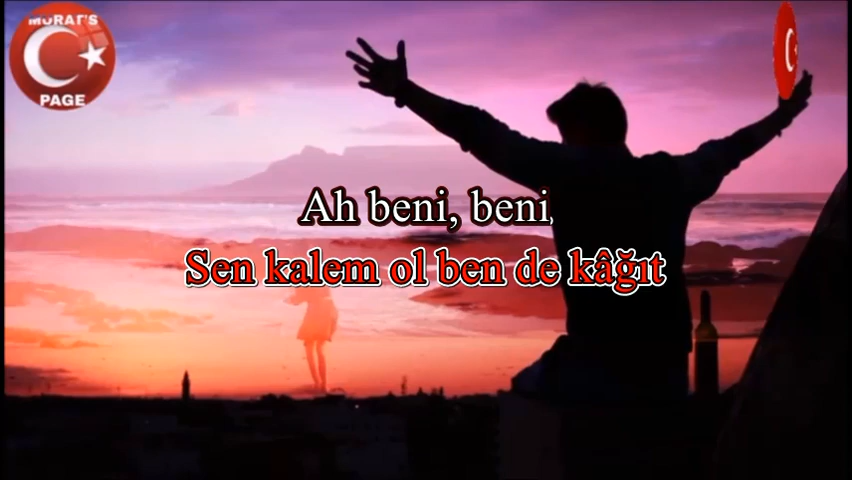 MURAT'S
PAGE
Ah beni, beni,
Sen kalem ol ben de kâğıt